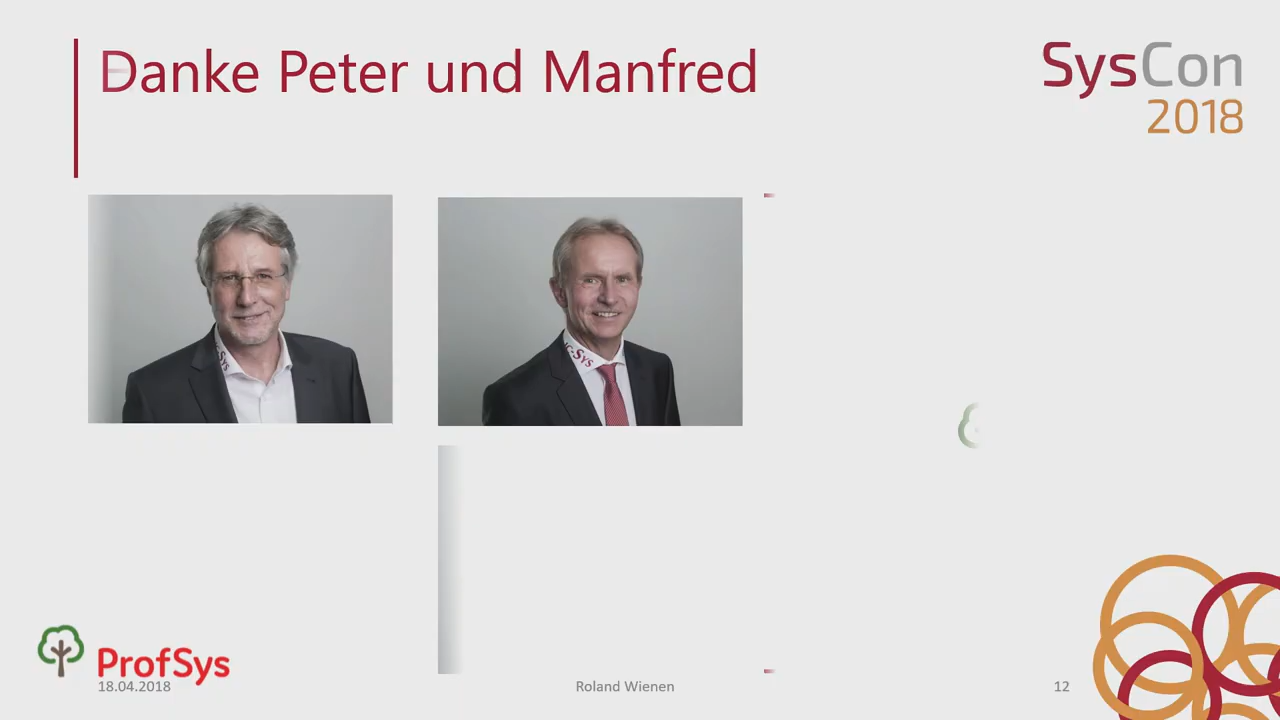 Danke Peter und Manfred
SysCon
2018
ProfSys
18.04.2018
Roland Wienen
12